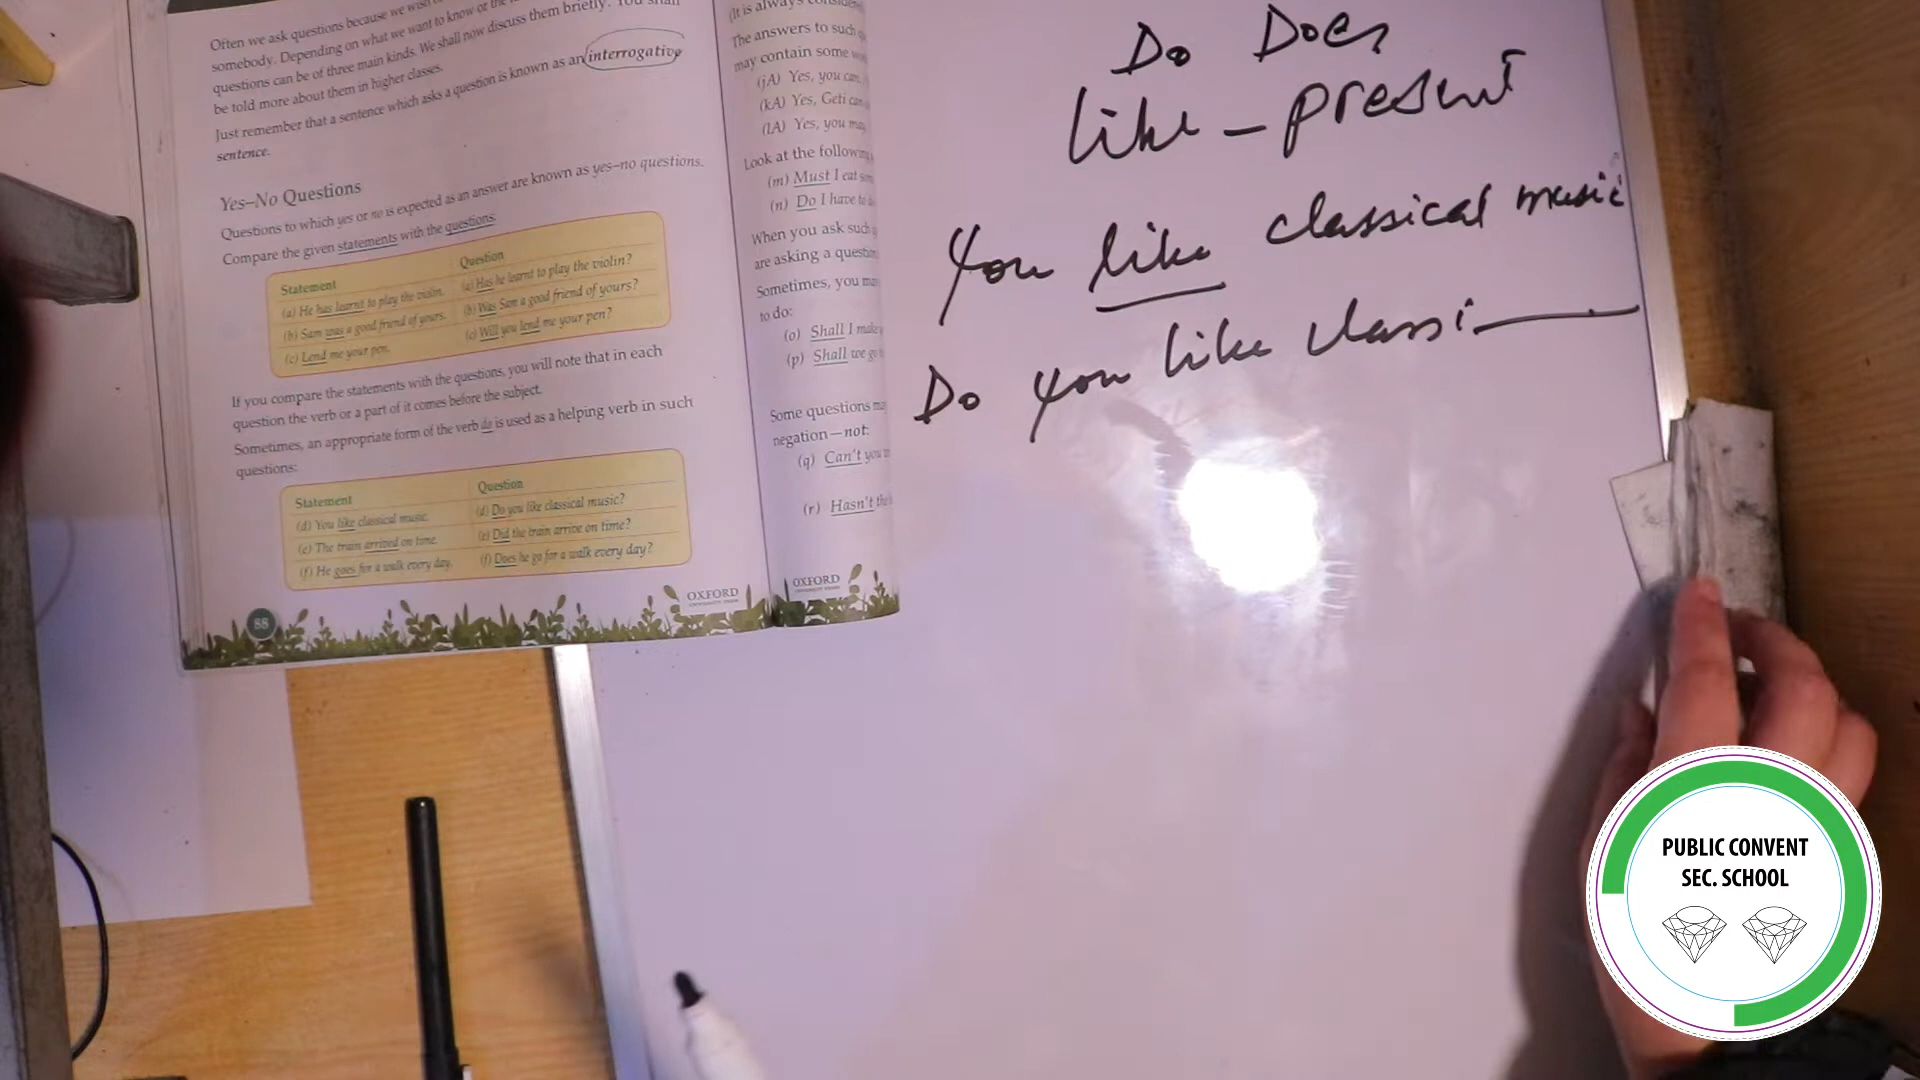 Often we ask questions because we wish
somebody. Depending on what we want to know or the
questions can be of three main kinds. We shall now discuss them briefly. You shall
be told more about them in higher classes.
Just remember that a sentence which asks a question is known as an interrogative
sentence.
Yes–No Questions
Questions to which yes or no is expected as an answer are known as yes–no questions.
Compare the given statements with the questions:
Statement Question
(a) He has learnt to play the violin. (a) Has he learnt to play the violin?
(b) Sam was a good friend of yours. (b) Was Sam a good friend of yours?
(c) Lend me your pen. (c) Will you lend me your pen?
If you compare the statements with the questions, you will note that in each
question the verb or a part of it comes before the subject.
Sometimes, an appropriate form of the verb do is used as a helping verb in such
questions:
Statement Question
(d) You like classical music. (d) Do you like classical music?
(e) The train arrived on time. (e) Did the train arrive on time?
(f) He goes for a walk every day. (f) Does he go for a walk every day?
88
OXFORD
UNIVERSITY PRESS
(It is always
The answers to such
may contain some
(jA) Yes, you can,
(kA) Yes, Geti can
(lA) Yes, you may
Look at the following
(m) Must I eat
(n) Do I have to
When you ask such
are asking a question
Sometimes, you may
to do:
(o) Shall I make
(p) Shall we go
Some questions
negation—not:
(q) Can't you
(r) Hasn't the
OXFORD
UNIVERSITY PRESS
Do Does
like – present
You like classical music
Do you like classi
PUBLIC CONVENT
SEC. SCHOOL